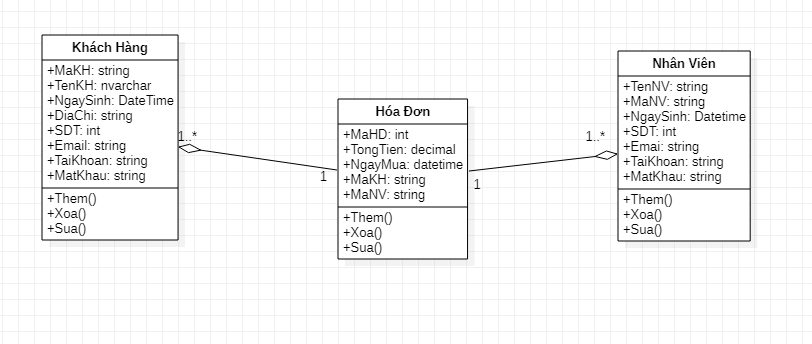 Khách Hàng
+MaKH: string
+TenKH: nvarchar
+NgaySinh: DateTime
+DiaChi: string
+SDT: int
+Email: string
+TaiKhoan: string
+MatKhau: string
+Them()
+Xoa()
+Sua()
1..*
1
Hóa Đơn
+MaHD: int
+TongTien: decimal
+NgayMua: datetime
+MaKH: string
+MaNV: string
+Them()
+Xoa()
+Sua()
1
1..*
Nhân Viên
+TenNV: string
+MaNV: string
+NgaySinh: Datetime
+SDT: int
+Emai: string
+TaiKhoan: string
+MatKhau: string
+Them()
+Xoa()
+Sua()